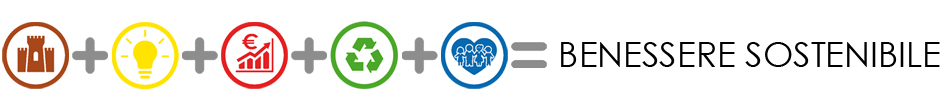 + + € + + = BENESSERE SOSTENIBILE